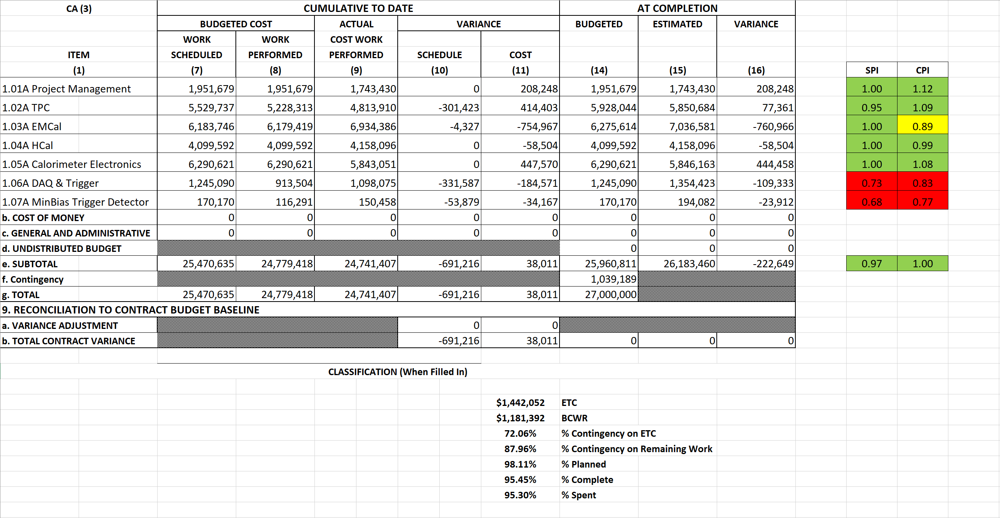 CA (3) CUMULATIVE TO DATE AT COMPLETION
BUDGETED COST ACTUAL VARIANCE BUDGETED ESTIMATED VARIANCE
WORK WORK COST WORK
ITEM SCHEDULED PERFORMED PERFORMED SCHEDULE COST
(1) (7) (8) (9) (10) (11) (14) (15) (16) SPI CPI
1.01A Project Management 1,951,679 1,951,679 1,743,430 0 208,248 1,951,679 1,743,430 208,248 1.00 1.12
1.02A TPC 5,529,737 5,228,313 4,813,910 -301,423 414,403 5,928,044 5,850,684 77,361 0.95 1.09
1.03A EMCal 6,183,746 6,179,419 6,934,386 -4,327 -754,967 6,275,614 7,036,581 -760,966 1.00 0.89
1.04A HCal 4,099,592 4,099,592 4,158,096 0 -58,504 4,099,592 4,158,096 -58,504 1.00 0.99
1.05A Calorimeter Electronics 6,290,621 6,290,621 5,843,051 0 447,570 6,290,621 5,846,163 444,458 1.00 1.08
1.06A DAQ & Trigger 1,245,090 913,504 1,098,075 -331,587 -184,571 1,245,090 1,354,423 -109,333 0.73 0.83
1.07A MinBias Trigger Detector 170,170 116,291 150,458 -53,879 -34,167 170,170 194,082 -23,912 0.68 0.77
b. COST OF MONEY 0 0 0 0 0 0 0 0
c. GENERAL AND ADMINISTRATIVE 0 0 0 0 0 0 0 0
d. UNDISTRIBUTED BUDGET 0 0 0
e. SUBTOTAL 25,470,635 24,779,418 24,741,407 -691,216 38,011 25,960,811 26,183,460 -222,649 0.97 1.00
f. Contingency 1,039,189
g. TOTAL 25,470,635 24,779,418 24,741,407 -691,216 38,011 27,000,000
9. RECONCILIATION TO CONTRACT BUDGET BASELINE
a. VARIANCE ADJUSTMENT 0 0
b. TOTAL CONTRACT VARIANCE -691,216 38,011 0 0 0
CLASSIFICATION (When Filled In)
$1,442,052 ETC
$1,181,392 BCWR
72.06% % Contingency on ETC
87.96% % Contingency on Remaining Work
98.11% % Planned
95.45% % Complete
95.30% % Spent